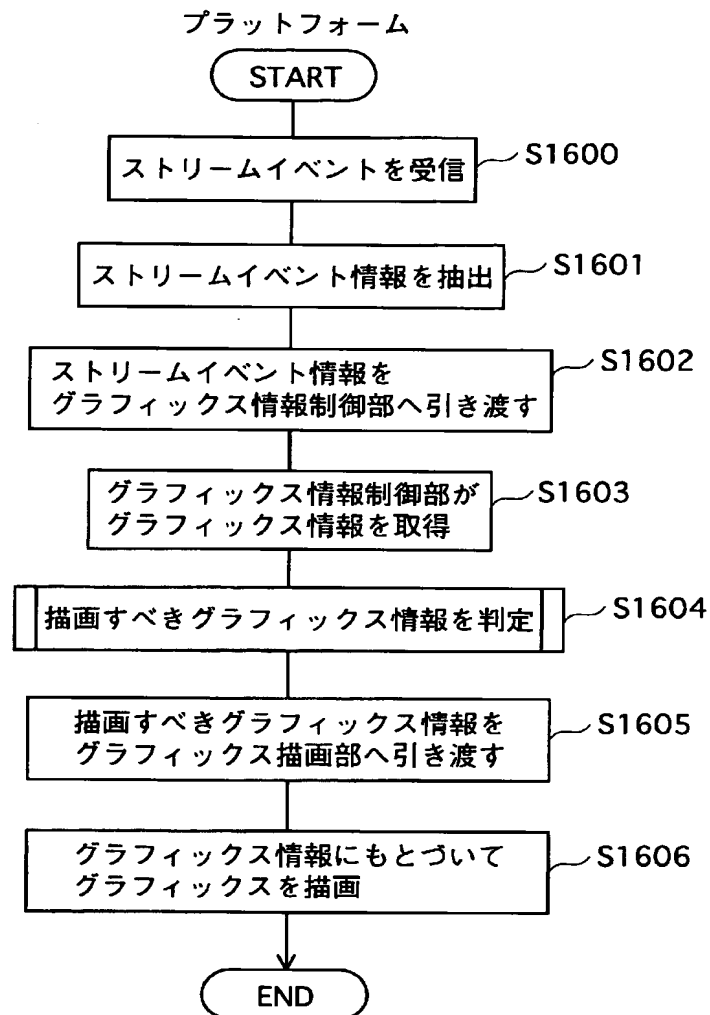 プラットフォーム
START
ストリームイベントを受信
S1600
ストリームイベント情報を抽出
S1601
ストリームイベント情報を
グラフィックス情報制御部へ引き渡す
S1602
グラフィックス情報制御部が
グラフィックス情報を取得
S1603
描画すべきグラフィックス情報を判定
S1604
描画すべきグラフィックス情報を
グラフィックス描画部へ引き渡す
S1605
グラフィックス情報にもとづいて
グラフィックスを描画
S1606
END